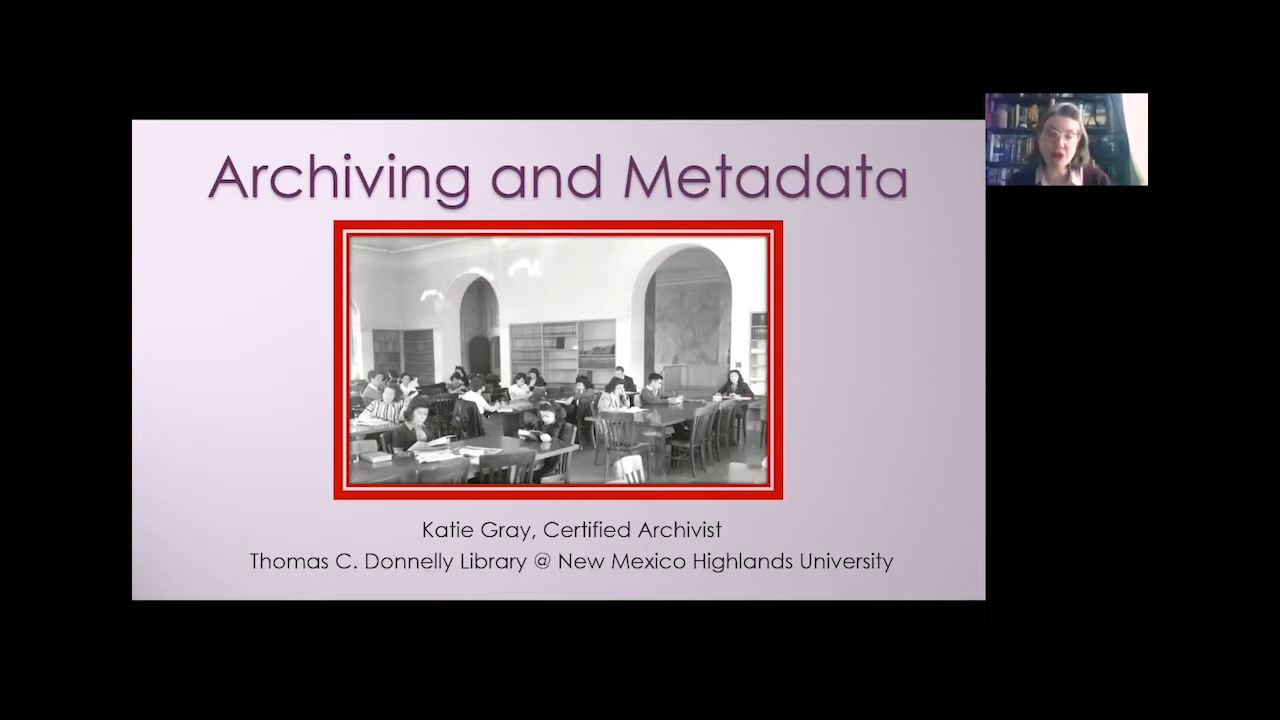 Archiving and Metadata
Katie Gray, Certified Archivist
Thomas C. Donnelly Library @ New Mexico Highlands University